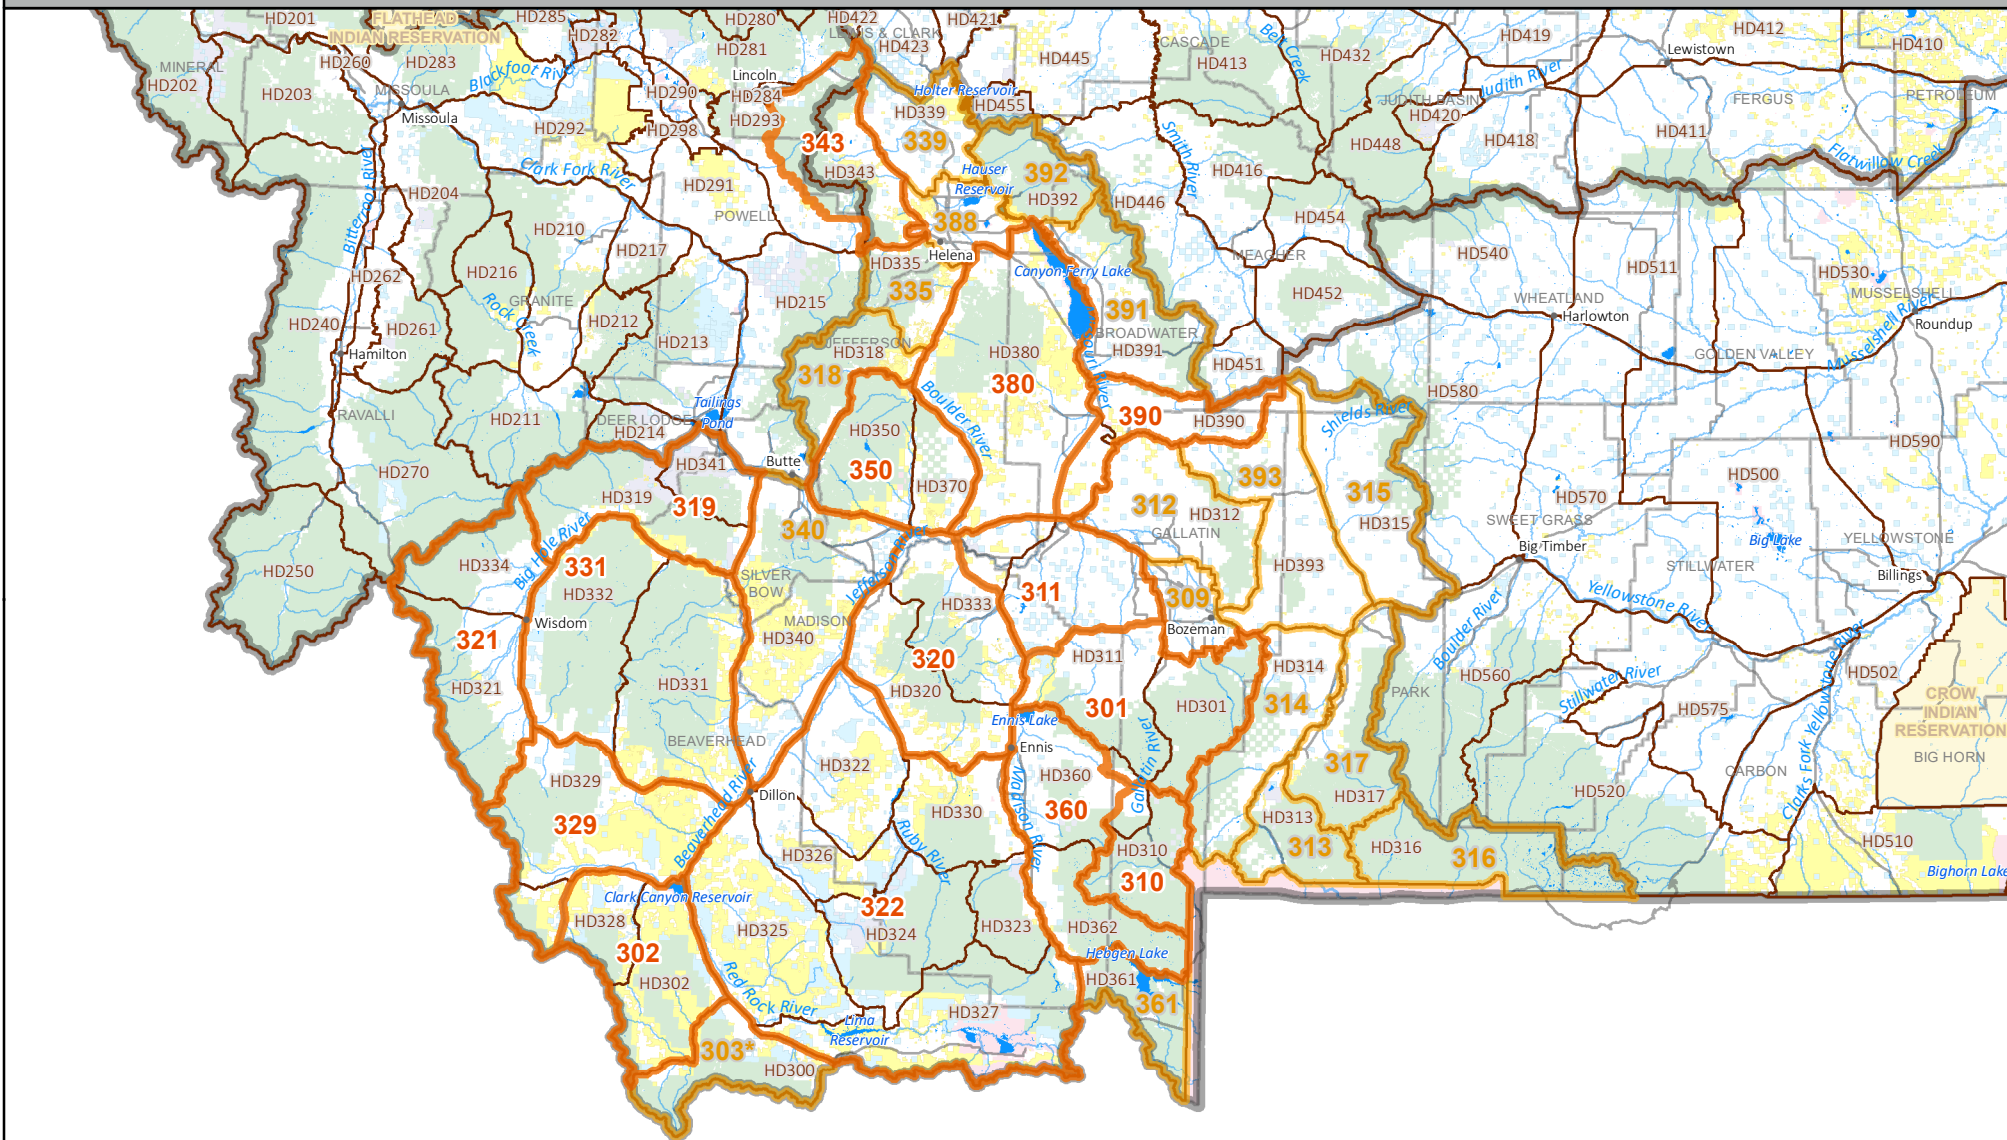 HD201
FLATHEAD
INDIAN RESERVATION
HD285
HD280
HD422
HD421
HD412
HD282
HD281
LEWIS & CLARK
HD423
HD445
CASCADE
Belt Creek
HD432
HD419
Lewistown
HD410
MINERAL
HD202
HD260
HD283
HD203
MISSOULA
Blackfoot River
HD290
Lincoln
HD284
HD293
Holter Reservoir
HD455
HD339
339
HD413
JUDITH BASIN
Judith River
HD420
HD418
HD448
FERGUS
PETROLEUM
HD411
Flatwillow Creek
Missoula
HD292
HD298
343
HD343
Hauser
Reservoir
392
HD392
Smith River
HD416
HD446
HD454
Clark Fork River
HD291
POWELL
HD204
Bitterroot River
HD210
HD217
388
Helena
HD335
335
Canyon Ferry Lake
MEAGHER
HD540
HD511
HD530
MUSSELSHELL
HD262
HD216
GRANITE
Rock Creek
HD215
391
BROADWATER
HD391
HD452
WHEATLAND
Harlowton
Roundup
Musselshell River
GOLDEN VALLEY
HD240
HD261
HD212
HD213
Hamilton
JEFFERSON
HD318
318
HD380
380
HD451
HD580
RAVALLI
HD211
DEER LODGE
HD214
Tailings
Pond
Boulder River
390
HD390
Shields River
HD590
HD270
HD341
Butte
HD350
350
HD370
393
315
HD315
HD500
HD570
HD319
319
340
312
HD312
GALLATIN
SWEET GRASS
Big Timber
Big Lake
YELLOWSTONE
STILLWATER
Billings
HD250
HD334
Big Hole River
331
HD332
SILVER
BOW
Jefferson River
HD333
311
309
HD393
Bozeman
Boulder River
Yellowstone River
Wisdom
321
HD321
MADISON
HD340
320
HD320
HD311
HD331
301
HD301
HD314
314
PARK
HD560
Stillwater River
HD575
HD502
CROW
INDIAN
RESERVATION
BIG HORN
Ennis Lake
Ennis
Gallatin River
BEAVERHEAD
HD329
329
Dillon
Beaverhead River
HD322
HD330
Madison River
HD360
360
317
HD317
HD520
CARBON
Clarks Fork Yellowstone River
HD510
HD326
Ruby River
HD310
310
HD313
313
HD316
316
Bighorn Lake
Clark Canyon Reservoir
HD328
302
HD302
HD325
322
HD324
HD323
HD362
Hebgen Lake
HD361
361
Red Rock River
Lima
Reservoir
HD327
303*
HD300